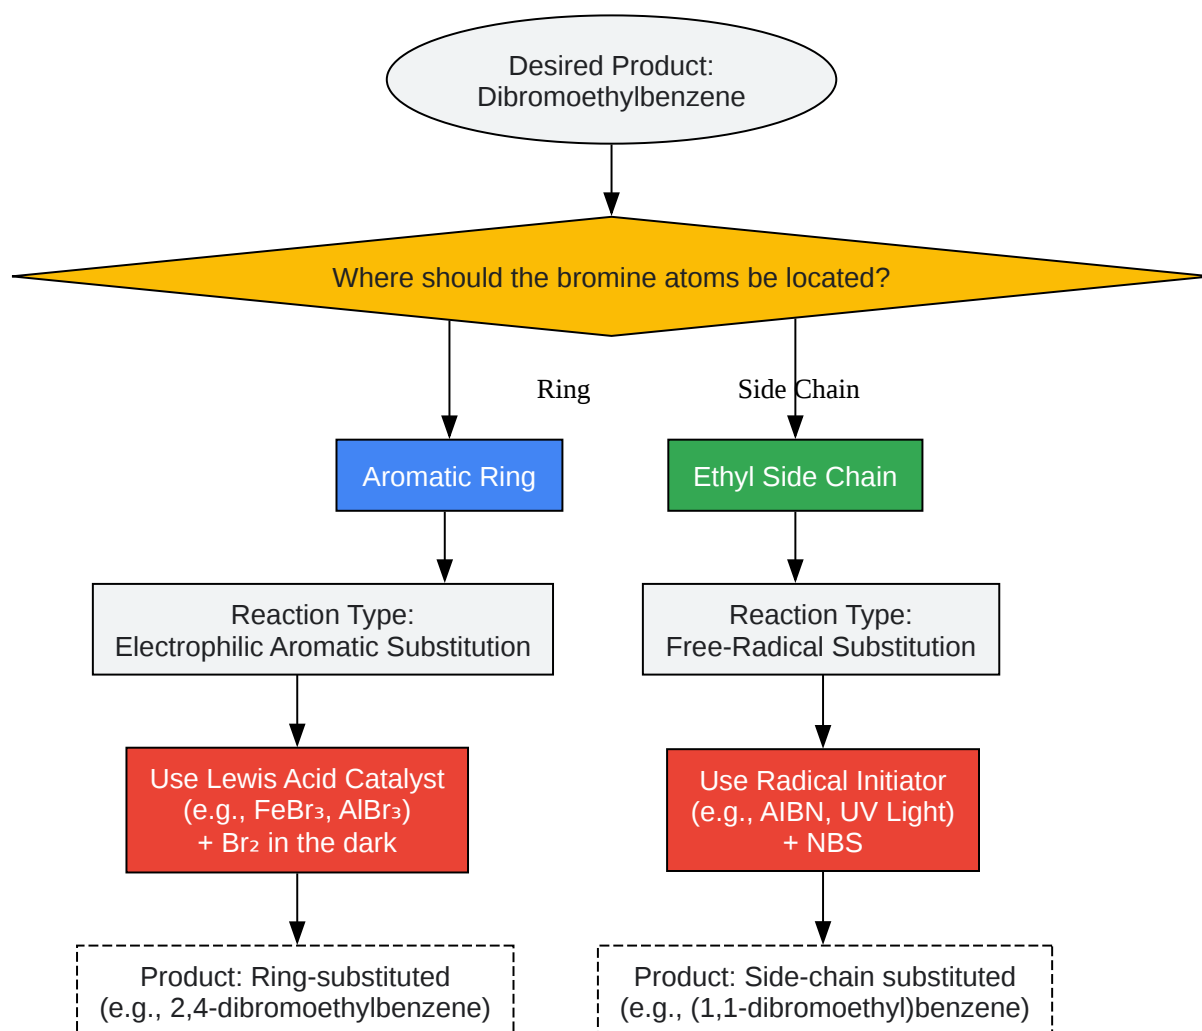 Desired Product:
Dibromoethylbenzene
Where should the bromine atoms be located?
Ring
Side Chain
Aromatic Ring
Ethyl Side Chain
Reaction Type:
Electrophilic Aromatic Substitution
Reaction Type:
Free-Radical Substitution
Use Lewis Acid Catalyst
(e.g., FeBr₃, AlBr₃)
+ Br₂ in the dark
Use Radical Initiator
(e.g., AIBN, UV Light)
+ NBS
Product: Ring-substituted
(e.g., 2,4-dibromoethylbenzene)
Product: Side-chain substituted
(e.g., (1,1-dibromoethyl)benzene)